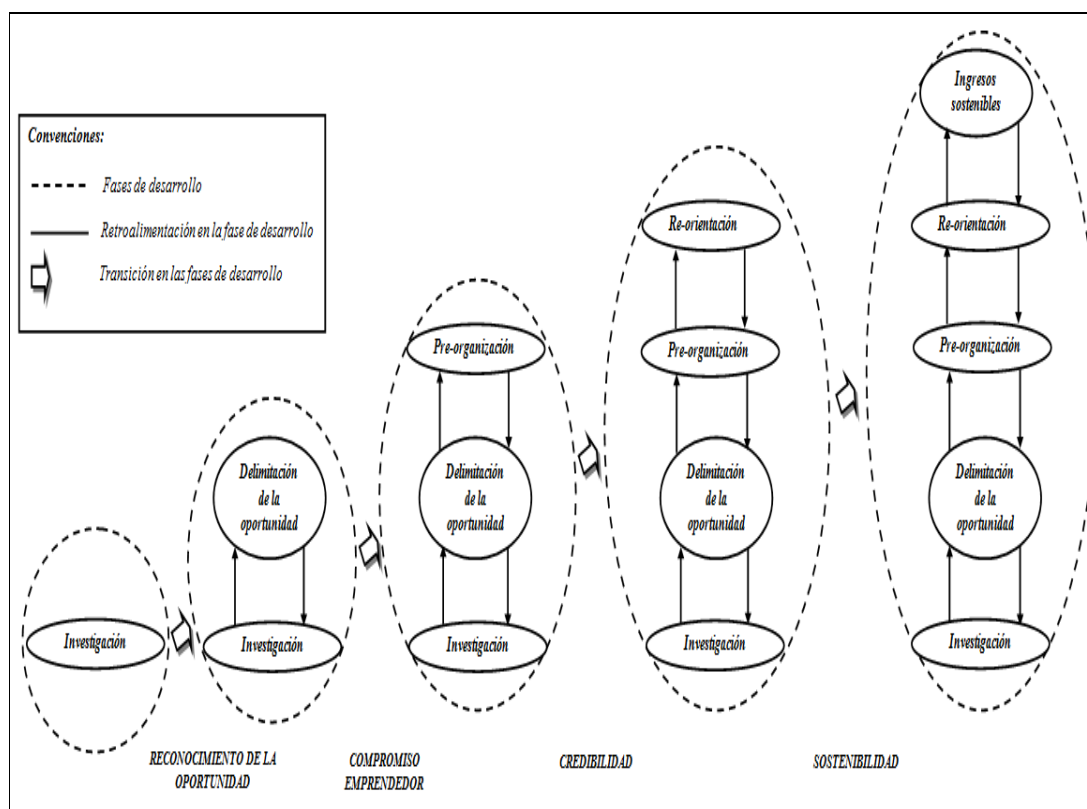 Convenciones:
Fases de desarrollo
Retroalimentación en la fase de desarrollo
Transición en las fases de desarrollo
Investigación
Delimitación
de la
oportunidad
Investigación
Pre-organización
Delimitación
de la
oportunidad
Investigación
Re-orientación
Pre-organización
Delimitación
de la
oportunidad
Investigación
Ingresos
sostenibles
Re-orientación
Pre-organización
Delimitación
de la
oportunidad
Investigación
RECONOCIMIENTO DE LA
OPORTUNIDAD
COMPROMISO
EMPRENDEDOR
CREDIBILIDAD
SOSTENIBILIDAD